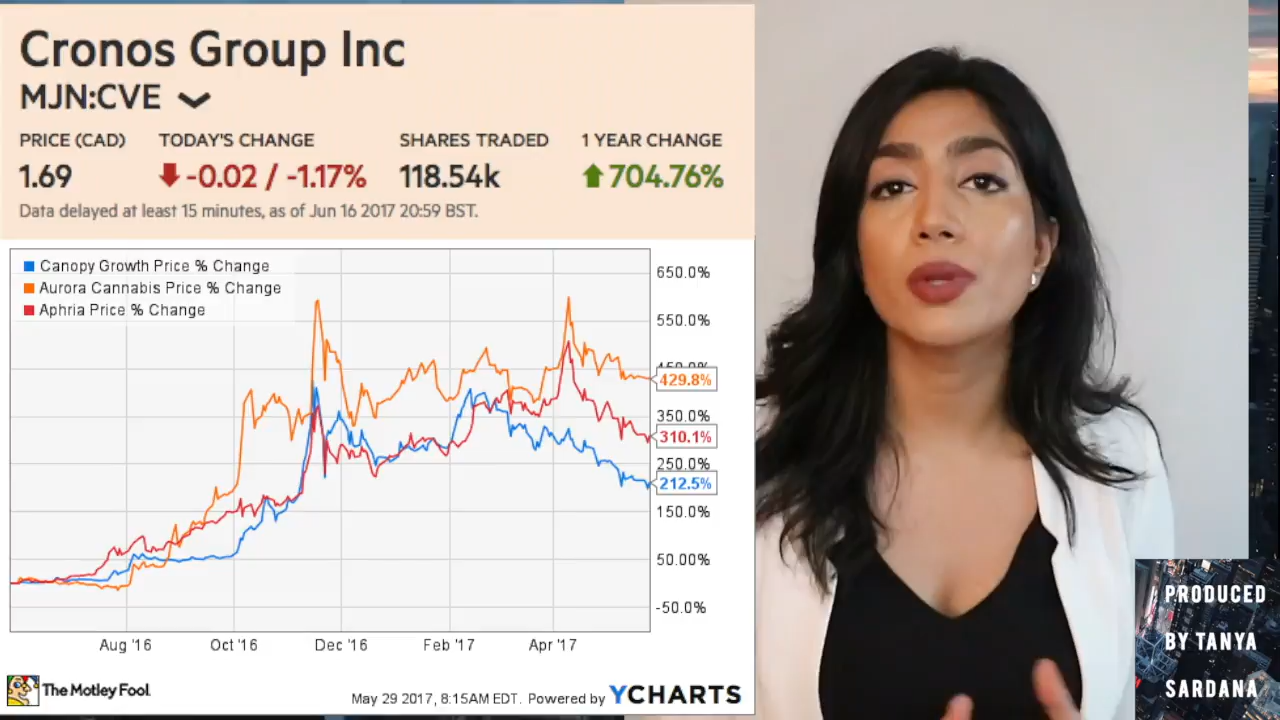 Cronos Group Inc
MJN:CVE
PRICE (CAD) TODAY'S CHANGE SHARES TRADED 1 YEAR CHANGE
1.69 -0.02 / -1.17% 118.54k 704.76%
Data delayed at least 15 minutes, as of Jun 16 2017 20:59 BST.
Canopy Growth Price % Change
Aurora Cannabis Price % Change
Aphria Price % Change
650.0%
550.0%
450.0%
429.8%
350.0%
310.1%
250.0%
212.5%
150.0%
50.00%
-50.0%
Aug '16 Oct '16 Dec '16 Feb '17 Apr '17
The Motley Fool
May 29 2017, 8:15AM EDT. Powered by YCHARTS
PRODUCED
BY TANYA
SARDANA